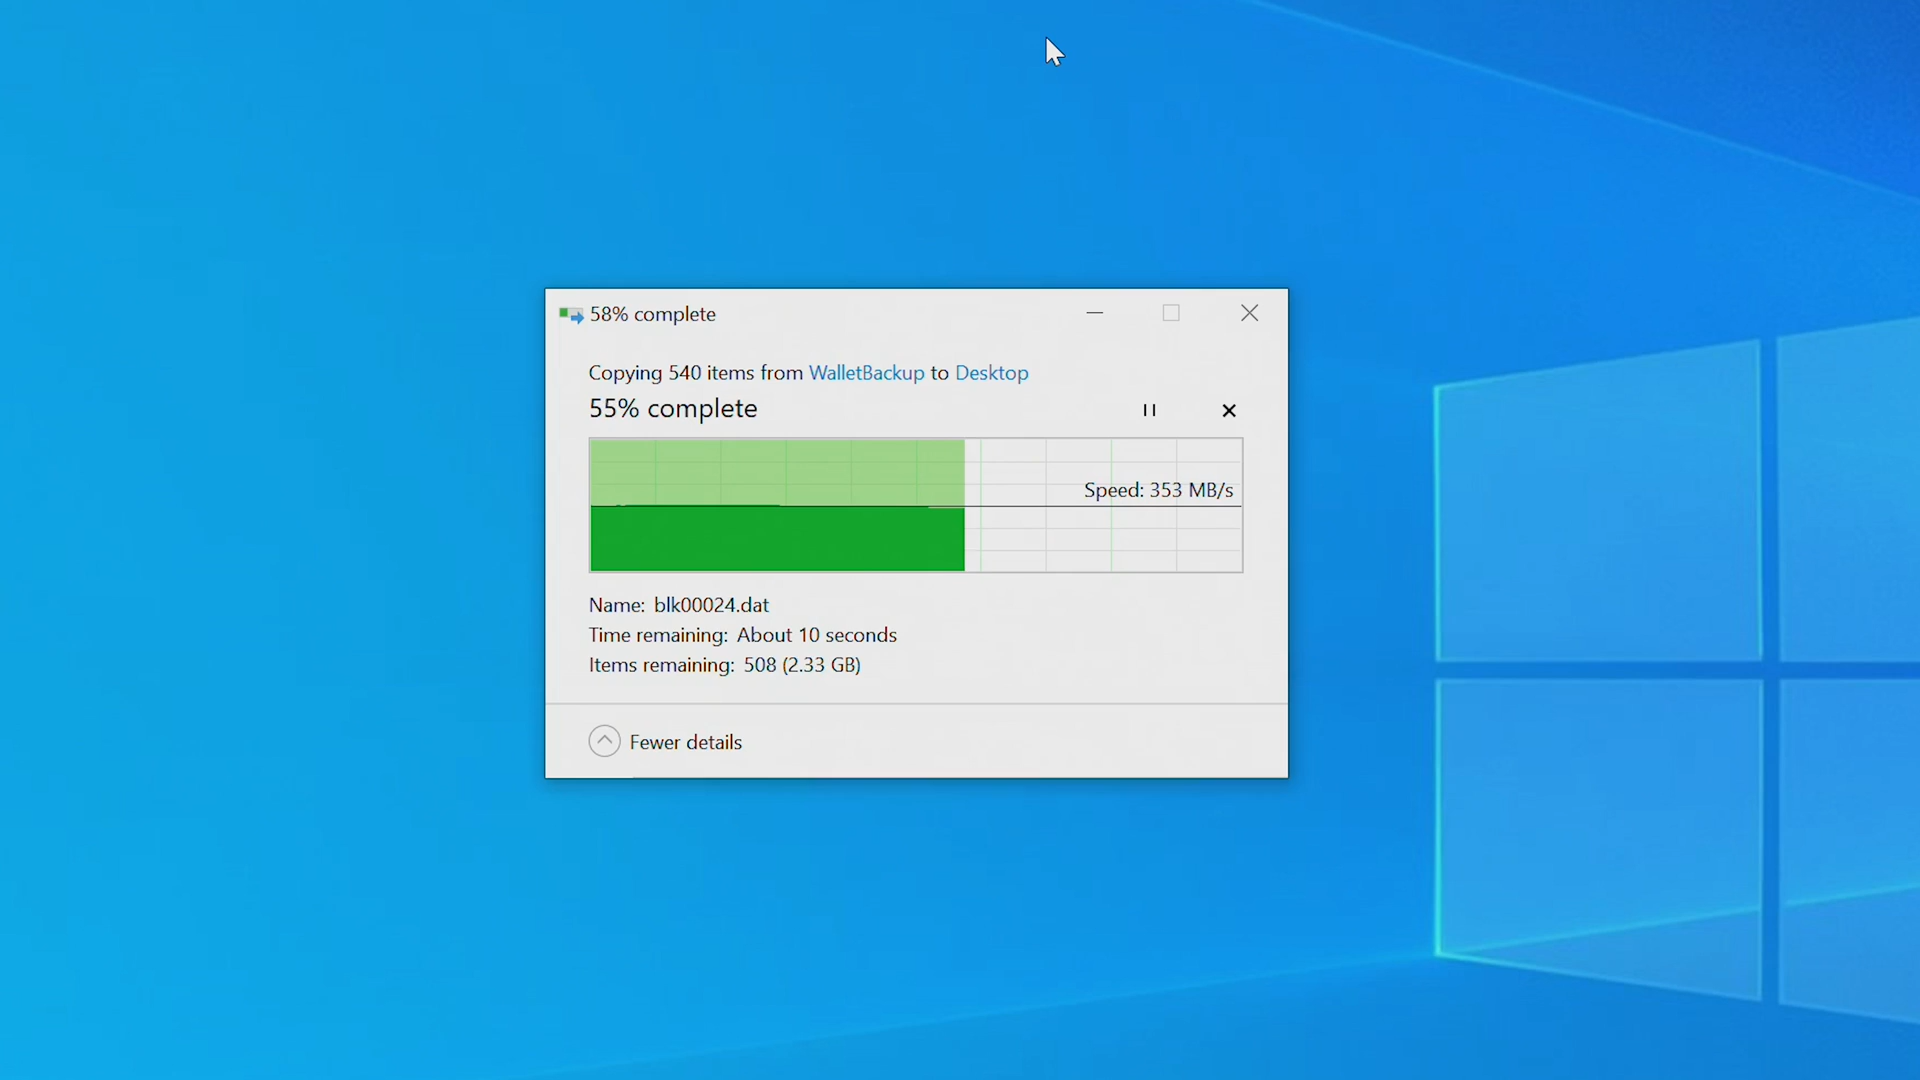 58% complete
Copying 540 items from WalletBackup to Desktop
55% complete
Speed: 353 MB/s
Name: blk00024.dat
Time remaining: About 10 seconds
Items remaining: 508 (2.33 GB)
Fewer details